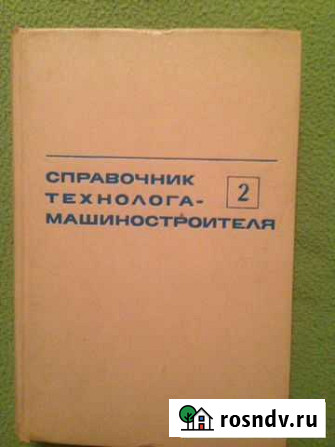 СПРАВОЧНИК
ТЕХНОЛОГА-
МАШИНОСТРОИТЕЛЯ
2
rosndv.ru